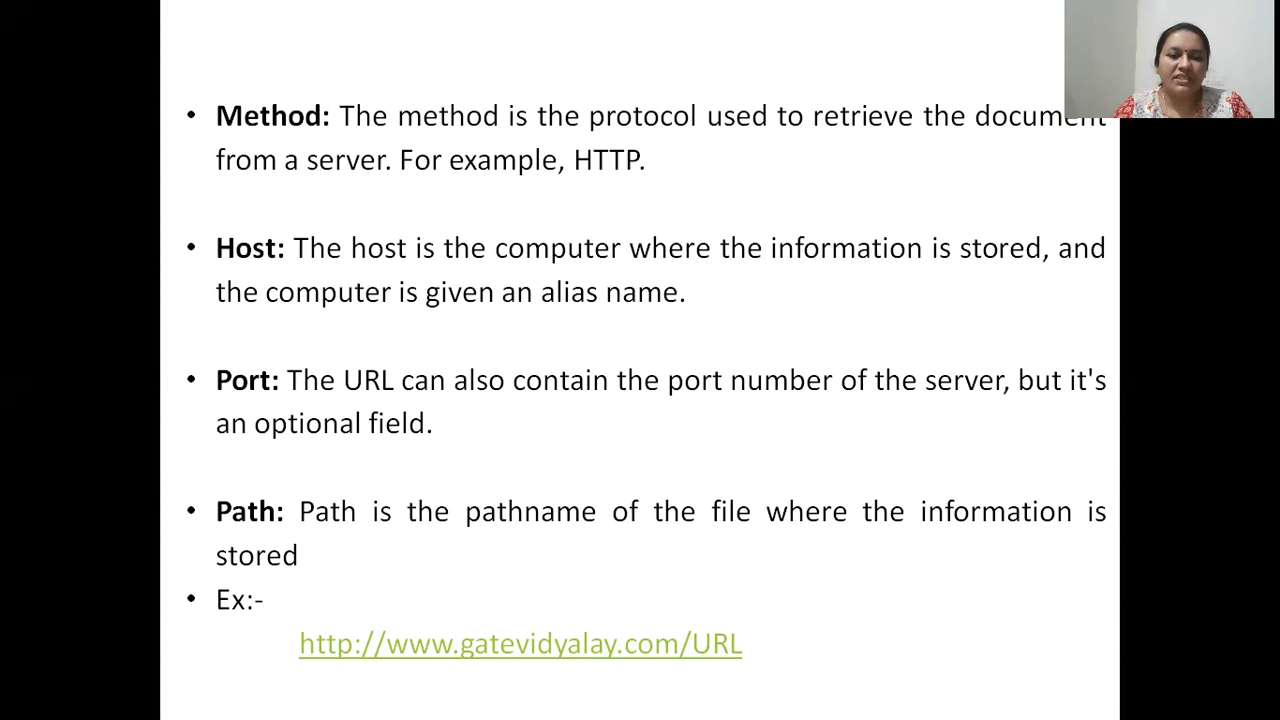 • Method: The method is the protocol used to retrieve the document
from a server. For example, HTTP.
• Host: The host is the computer where the information is stored, and
the computer is given an alias name.
• Port: The URL can also contain the port number of the server, but it's
an optional field.
• Path: Path is the pathname of the file where the information is
stored
• Ex:-
http://www.gatevidyalay.com/URL